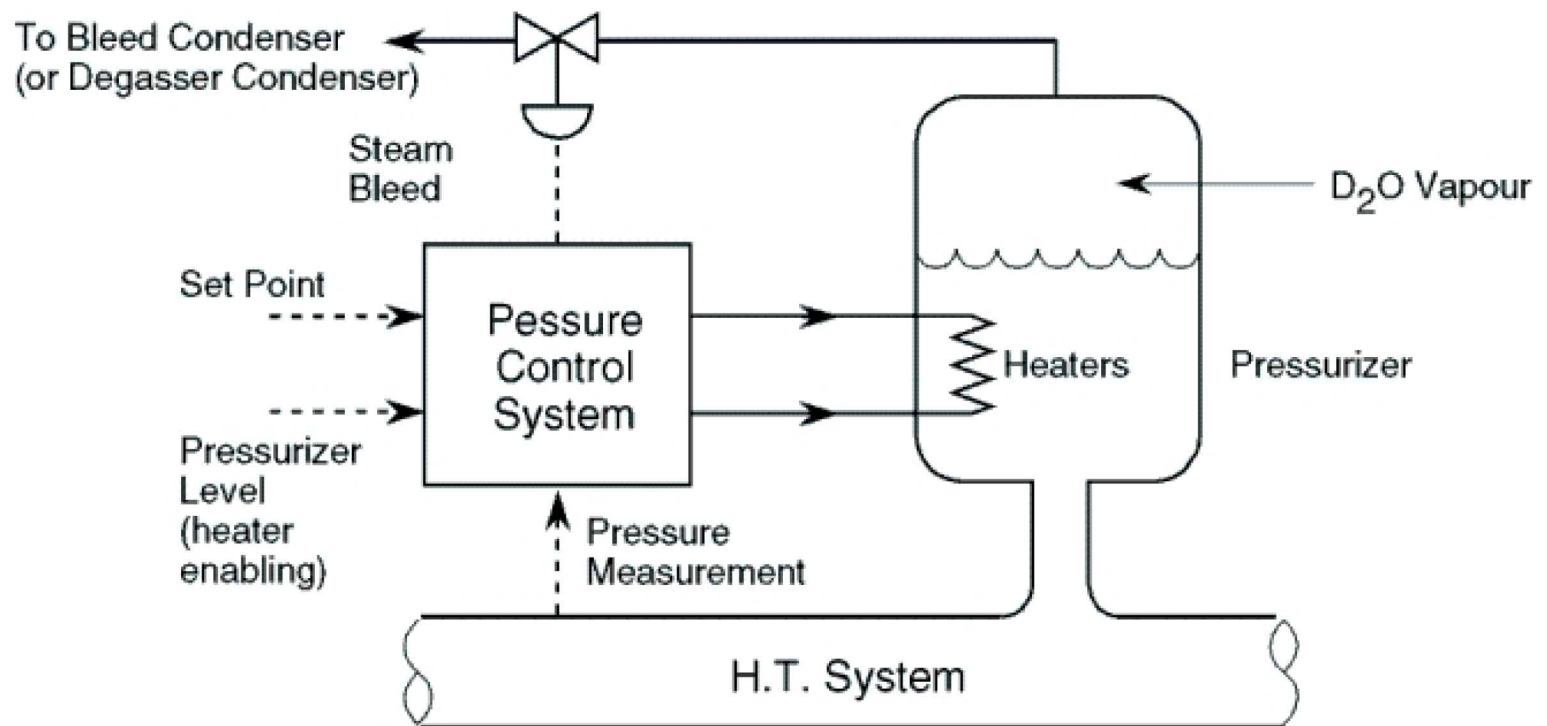 To Bleed Condenser
(or Degasser Condenser)
Steam
Bleed
D₂O Vapour
Set Point
Pessure
Control
System
Heaters
Pressurizer
Pressurizer
Level
(heater
enabling)
Pressure
Measurement
H.T. System